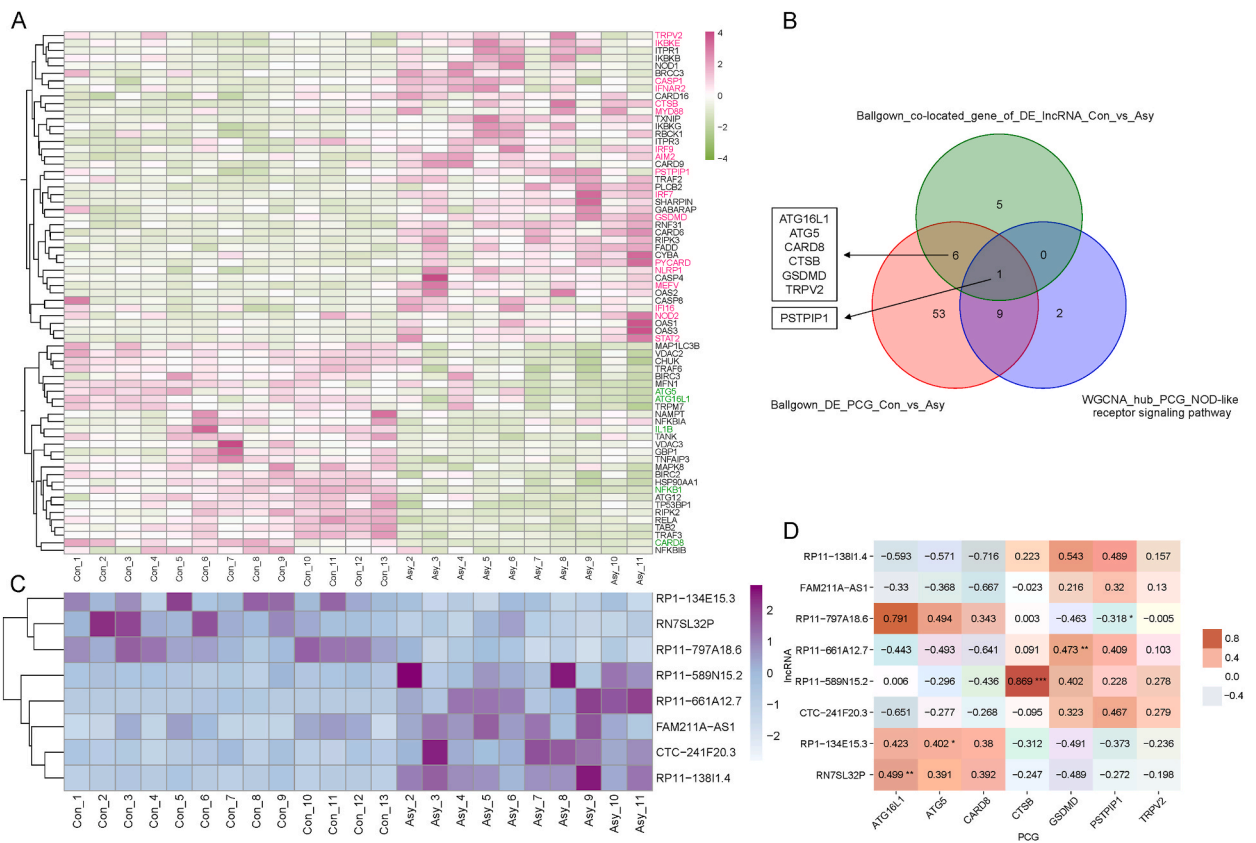 A
TRPV2
IKBKE
ITPR1
IKBKB
NOD1
BRCC3
CASP1
IFNAR2
CARD16
CTSB
MYD88
TXNIP
IKBKG
RBCK1
ITPR3
IRF9
AIM2
CARD9
PSTPIP1
TRAF2
PLCB2
IRF7
SHARPIN
GABARAP
GSDMD
RNF31
CARD6
RIPK3
FADD
CYBA
PYCARD
NLRP1
CASP4
MEFV
OAS2
CASP8
IFI16
NOD2
OAS1
OAS3
STAT2
MAP1LC3B
VDAC2
CHUK
TRAF6
BIRC3
MFN1
ATG5
ATG16L1
TRPM7
NAMPT
NFKBIA
IL1B
TANK
VDAC3
GBP1
TNFAIP3
MAPK8
BIRC2
HSP90AA1
NFKB1
ATG12
TP53BP1
RIPK2
RELA
TAB2
TRAF3
CARD8
NFKBIB
4
2
0
−2
−4
Con_1
Con_2
Con_3
Con_4
Con_5
Con_6
Con_7
Con_8
Con_9
Con_10
Con_11
Con_12
Con_13
Asy_2
Asy_3
Asy_4
Asy_5
Asy_6
Asy_7
Asy_8
Asy_9
Asy_10
Asy_11
B
Ballgown_co-located_gene_of_DE_lncRNA_Con_vs_Asy
5
6
0
1
53
9
2
ATG16L1
ATG5
CARD8
CTSB
GSDMD
TRPV2
PSTPIP1
Ballgown_DE_PCG_Con_vs_Asy
WGCNA_hub_PCG_NOD-like
receptor signaling pathway
C
RP1-134E15.3
RN7SL32P
RP11-797A18.6
RP11-589N15.2
RP11-661A12.7
FAM211A-AS1
CTC-241F20.3
RP11-138I1.4
2
1
0
−1
−2
Con_1
Con_2
Con_3
Con_4
Con_5
Con_6
Con_7
Con_8
Con_9
Con_10
Con_11
Con_12
Con_13
Asy_2
Asy_3
Asy_4
Asy_5
Asy_6
Asy_7
Asy_8
Asy_9
Asy_10
Asy_11
D
lncRNA
RP11-138I1.4 −0.593 −0.571 −0.716 0.223 0.543 0.489 0.157
FAM211A-AS1 −0.33 −0.368 −0.667 −0.023 0.216 0.32 0.13
RP11-797A18.6 0.791 0.494 0.343 0.003 −0.463 −0.318 * −0.005
RP11-661A12.7 −0.443 −0.493 −0.641 0.091 0.473 ** 0.409 0.103
RP11-589N15.2 0.006 −0.296 −0.436 0.869 *** 0.402 0.228 0.278
CTC-241F20.3 −0.651 −0.277 −0.268 −0.095 0.323 0.467 0.279
RP1-134E15.3 0.423 0.402 * 0.38 −0.312 −0.491 −0.373 −0.236
RN7SL32P 0.499 ** 0.391 0.392 −0.247 −0.489 −0.272 −0.198
ATG16L1
ATG5
CARD8
CTSB
GSDMD
PSTPIP1
TRPV2
PCG
0.8
0.4
0.0
−0.4